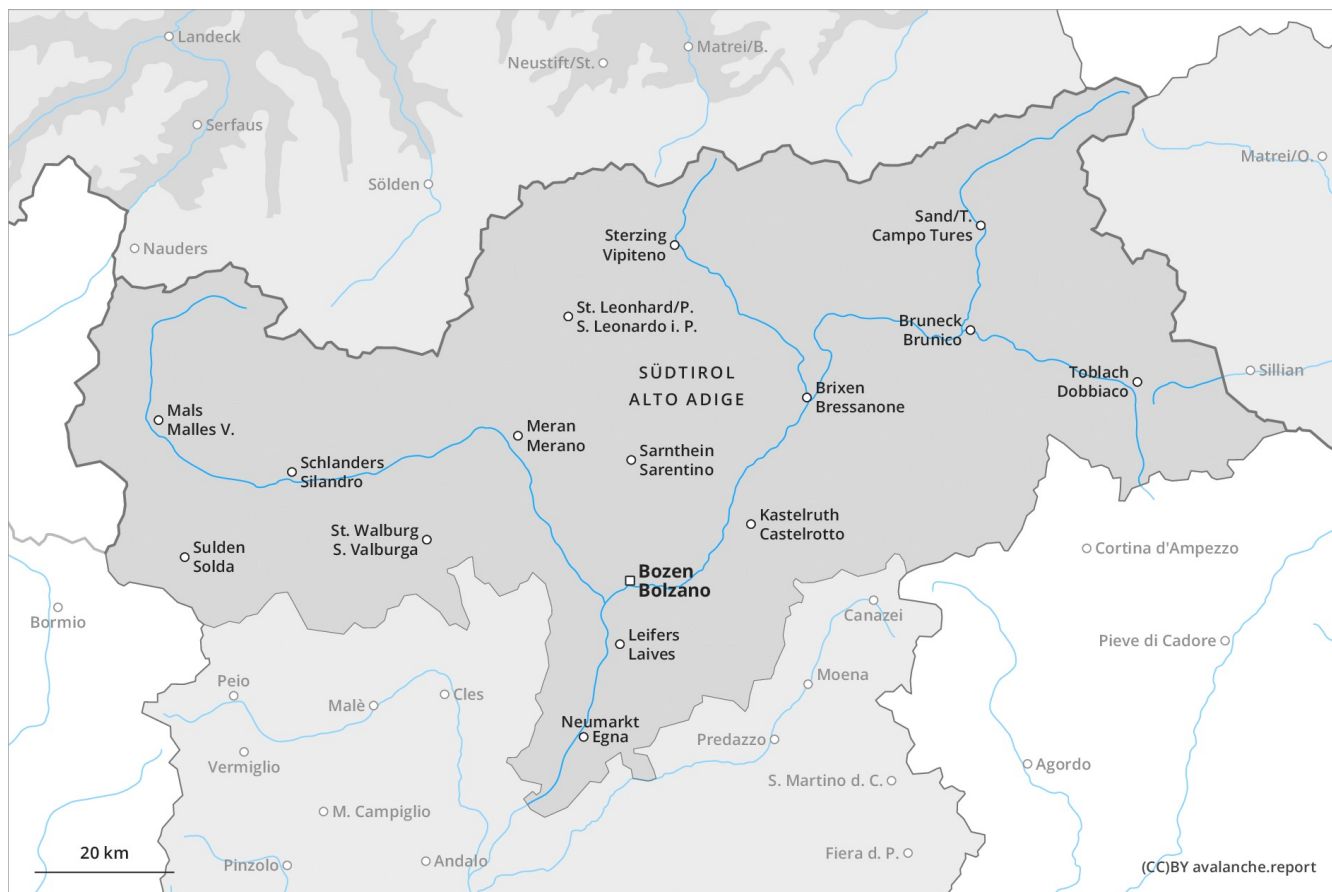 Landeck
Matrei/B.
Neustift/St.
Serfaus
Matrei/O.
Sölden
Sand/T.
Campo Tures
Sterzing
Vipiteno
Nauders
St. Leonhard/P.
S. Leonardo i. P.
Bruneck
Brunico
SÜDTIROL
ALTO ADIGE
Toblach
Dobbiaco
Sillian
Brixen
Bressanone
Mals
Malles V.
Meran
Merano
Sarnthein
Sarentino
Schlanders
Silandro
Kastelruth
Castelrotto
St. Walburg
S. Valburga
Sulden
Solda
Cortina d'Ampezzo
Bozen
Bolzano
Bormio
Canazei
Leifers
Laives
Pieve di Cadore
Peio
Moena
Cles
Malè
Neumarkt
Egna
Predazzo
Vermiglio
Agordo
S. Martino d. C.
M. Campiglio
20 km
Fiera d. P.
Andalo
Pinzolo
(CC)BY avalanche.report